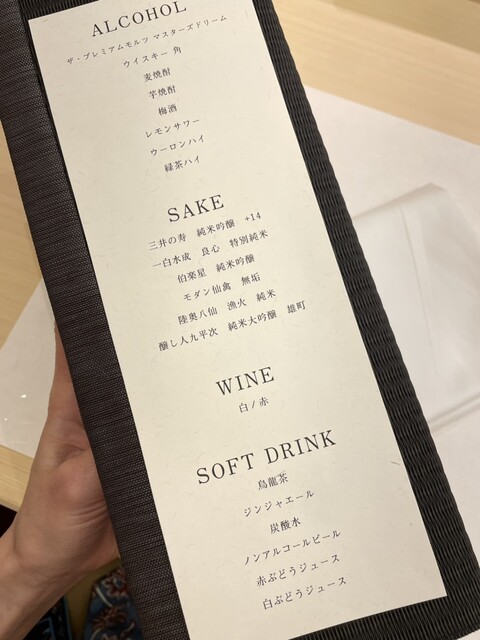 ALCOHOL
ザ・プレミアムモルツ マスターズドリーム
ウイスキー 角
麦焼酎
芋焼酎
梅酒
レモンサワー
ウーロンハイ
緑茶ハイ
SAKE
三井の寿 純米吟醸 +14
一白水成 良心 特別純米
伯楽星 純米吟醸
モダン仙禽 無垢
陸奥八仙 漁火 純米
醸し人九平次 純米大吟醸 雄町
WINE
白 / 赤
SOFT DRINK
烏龍茶
ジンジャエール
炭酸水
ノンアルコールビール
赤ぶどうジュース
白ぶどうジュース